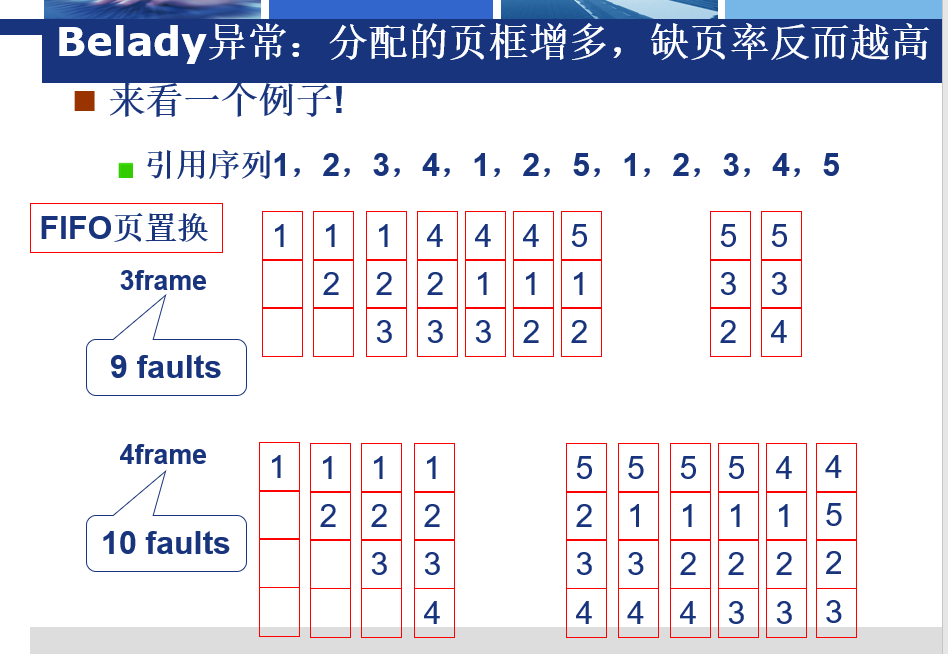 Belady异常：分配的页框增多，缺页率反而越高
来看一个例子!
引用序列1，2，3，4，1，2，5，1，2，3，4，5
FIFO页置换
3frame
9 faults
1 1 1 4 4 4 5 5 5
2 2 2 1 1 1 3 3
3 3 3 2 2 2 4
4frame
10 faults
1 1 1 1 5 5 5 5 4 4
2 2 2 2 1 1 1 1 5
3 3 3 3 2 2 2 2
4 4 4 4 3 3 3